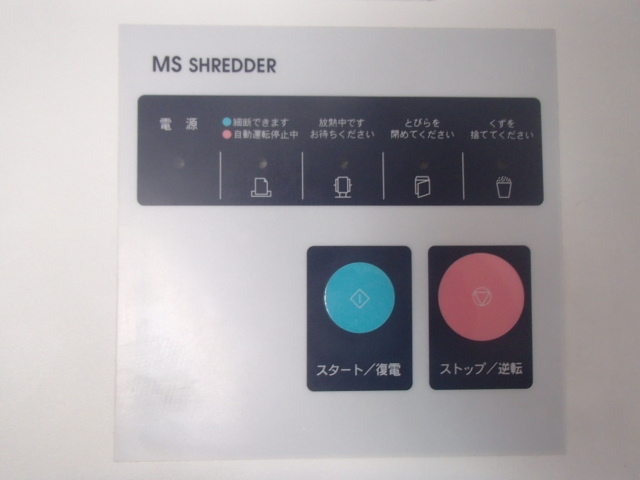 MS SHREDDER
電源
細断できます
自動運転停止中
放熱中です
お待ちください
とびらを
閉めてください
くずを
捨ててください
スタート/復電
ストップ/逆転